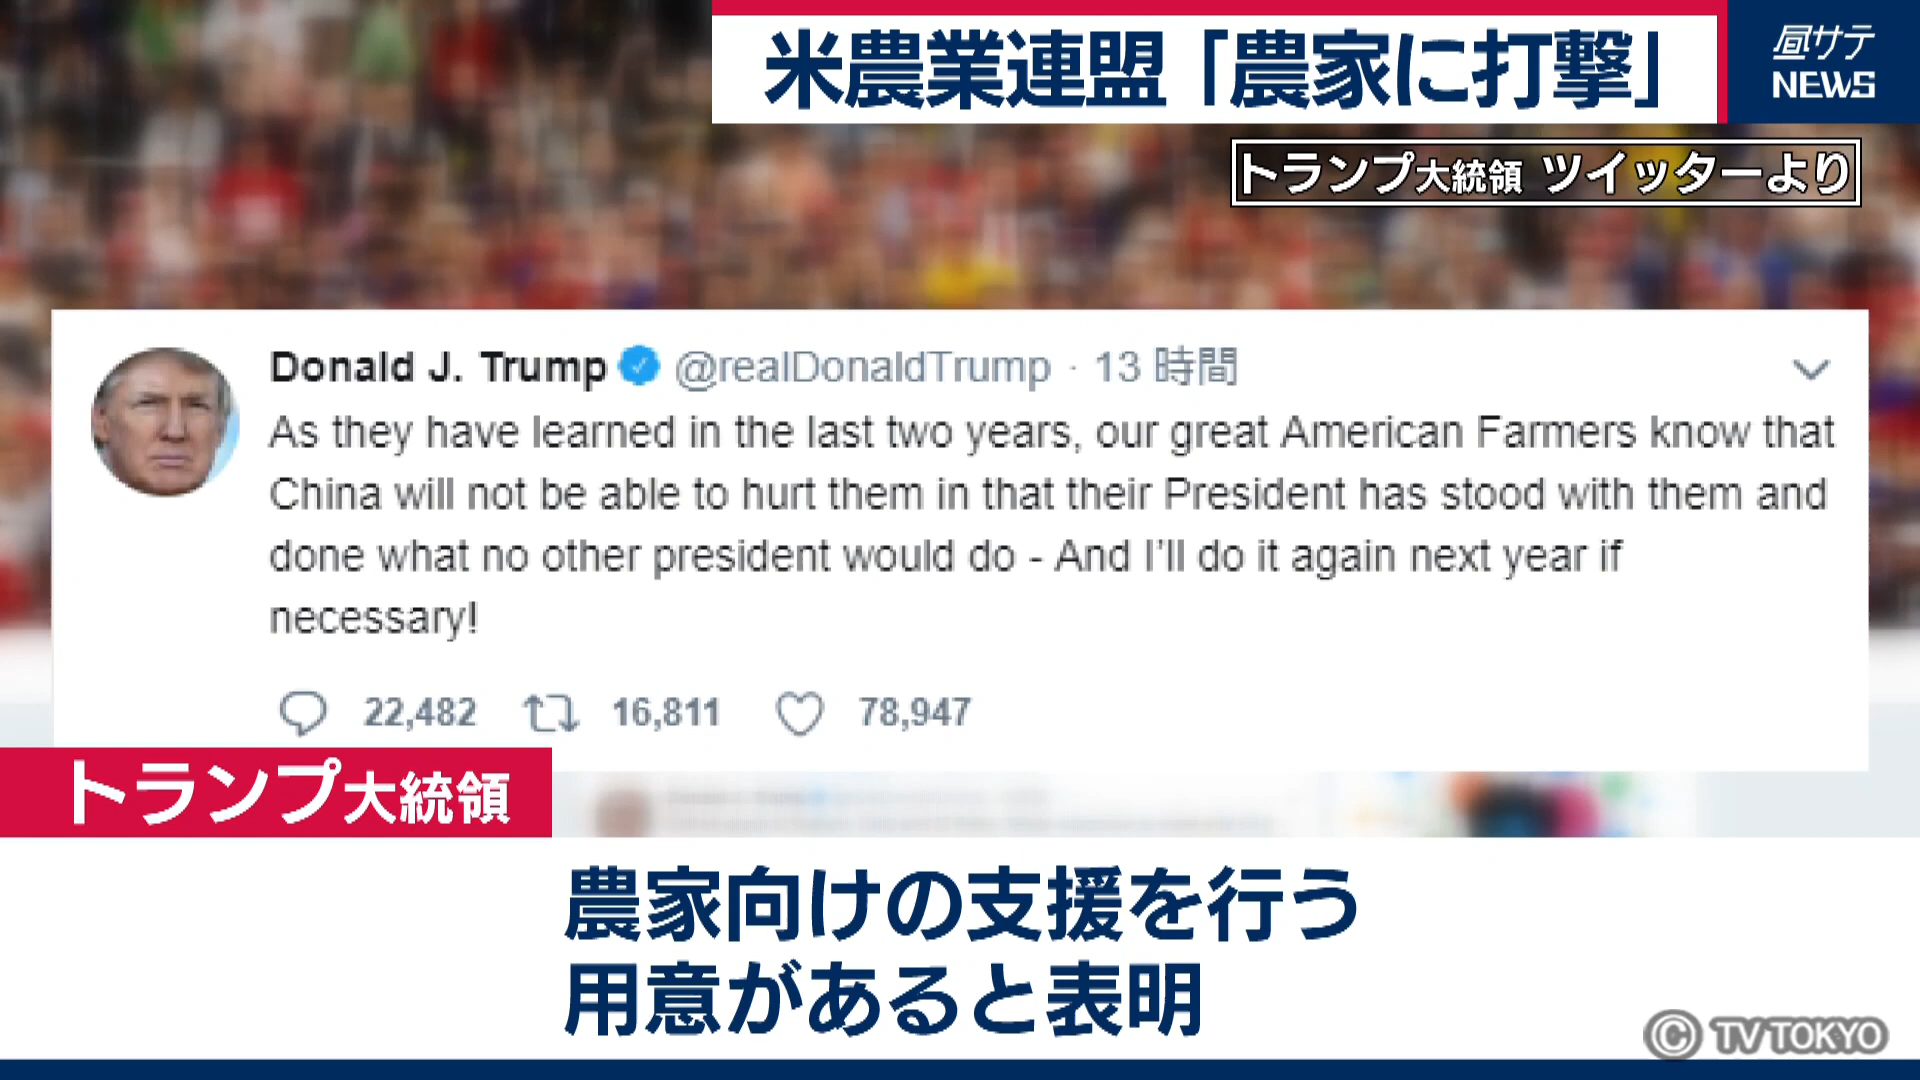 米農業連盟「農家に打撃」
昼サテ
NEWS
トランプ大統領 ツイッターより
Donald J. Trump @realDonaldTrump · 13 時間
As they have learned in the last two years, our great American Farmers know that
China will not be able to hurt them in that their President has stood with them and
done what no other president would do - And I'll do it again next year if
necessary!
22,482 16,811 78,947
トランプ大統領
農家向けの支援を行う
用意があると表明
© TV TOKYO